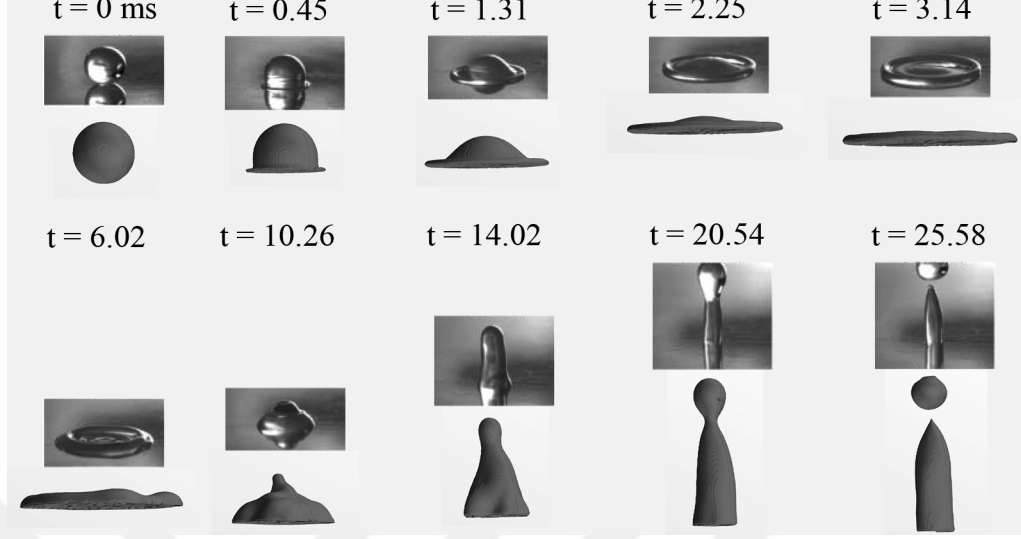 t = 0 ms
t = 0.45
t = 1.31
t = 2.25
t = 3.14
t = 6.02
t = 10.26
t = 14.02
t = 20.54
t = 25.58